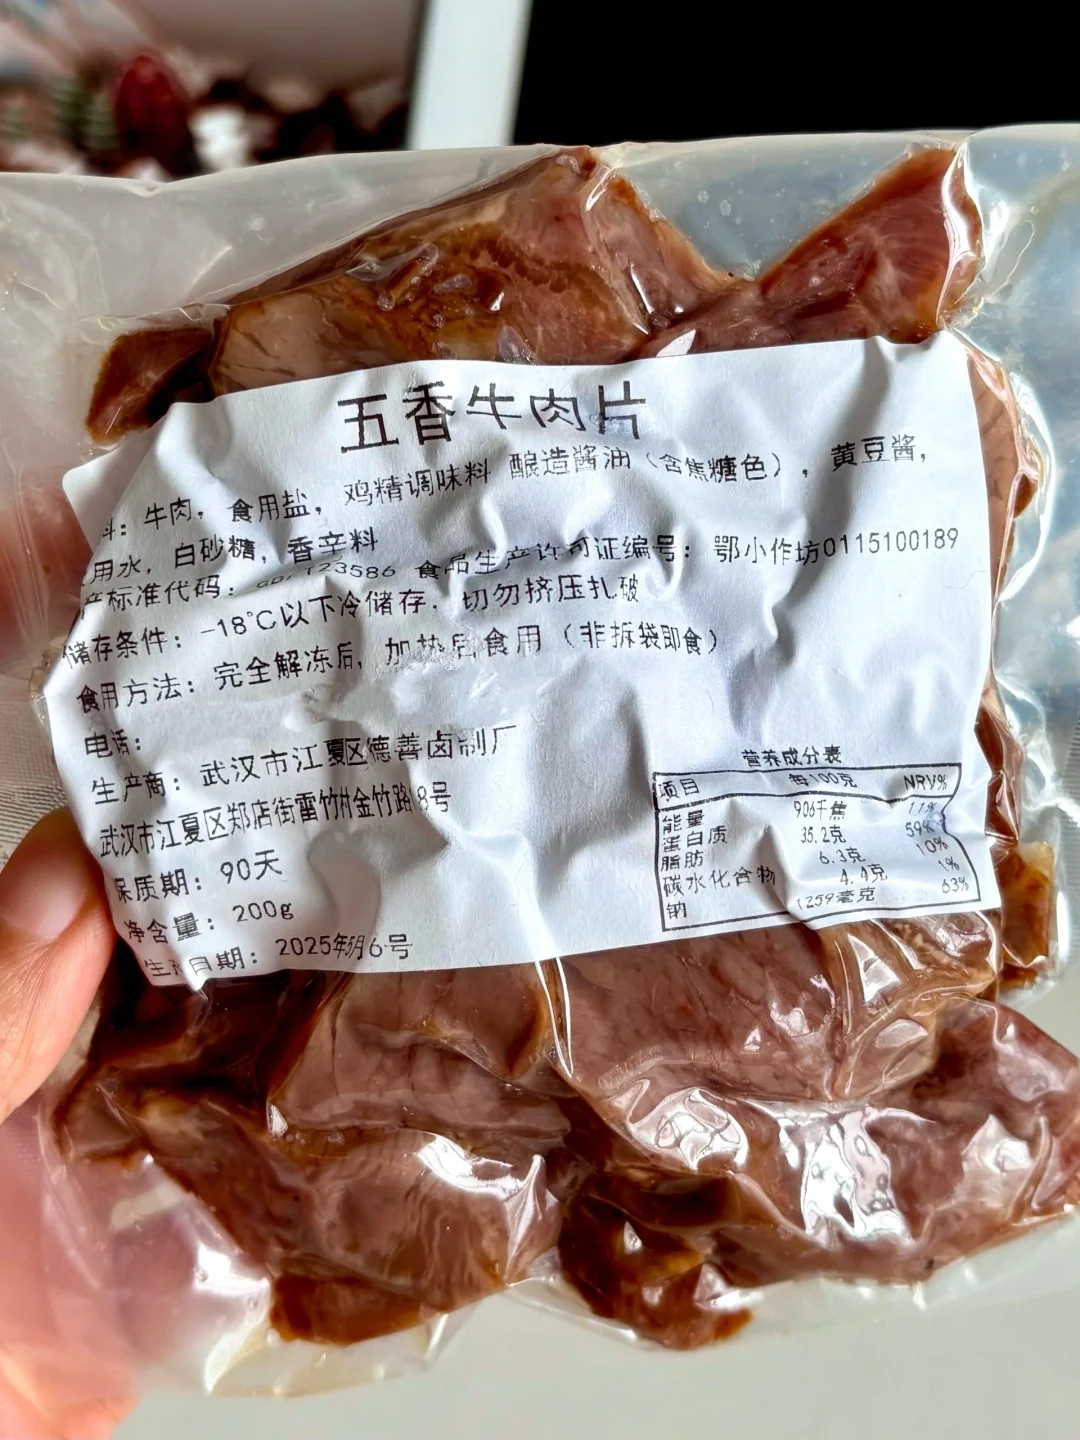 五香牛肉片
料：牛肉，食用盐，鸡精调味料 酿造酱油（含焦糖色），黄豆酱，
用水，白砂糖，香辛料
产标准代码：GB/T23586 食品生产许可证编号：鄂小作坊0115100189
储存条件：-18℃以下冷储存，切勿挤压扎破
食用方法：完全解冻后，加热后食用（非拆袋即食）
电话：
生产商：武汉市江夏区德善卤制厂
武汉市江夏区郑店街雷竹村金竹路18号
保质期：90天
净含量：200g
生产日期：2025年5月6号
营养成分表
项目 每100克 NRV%
能量 906千焦 11%
蛋白质 35.2克 59%
脂肪 6.3克 10%
碳水化合物 4.4克 1%
钠 1259毫克 63%